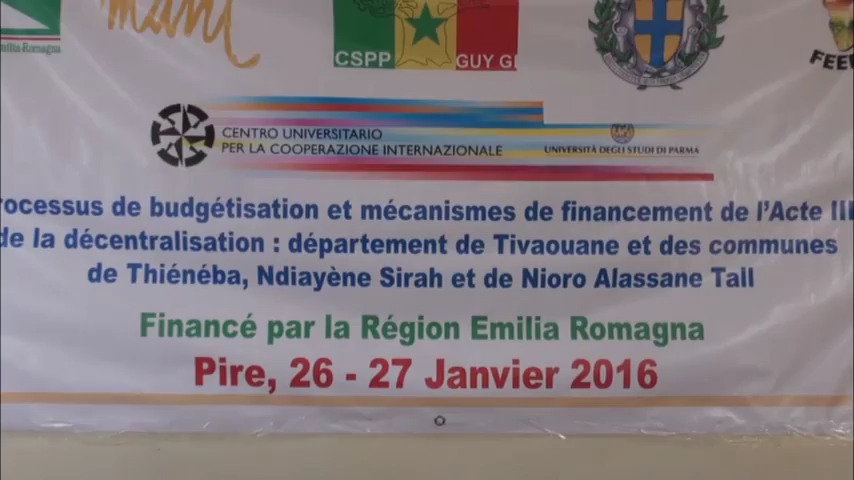 Emilia Romagna
mani
CSPP
GUY GI
FEE
CENTRO UNIVERSITARIO
PER LA COOPERAZIONE INTERNAZIONALE
UNIVERSITÀ DEGLI STUDI DI PARMA
rocessus de budgétisation et mécanismes de financement de l'Acte III
de la décentralisation : département de Tivaouane et des communes
de Thiénéba, Ndiayène Sirah et de Nioro Alassane Tall
Financé par la Région Emilia Romagna
Pire, 26 - 27 Janvier 2016